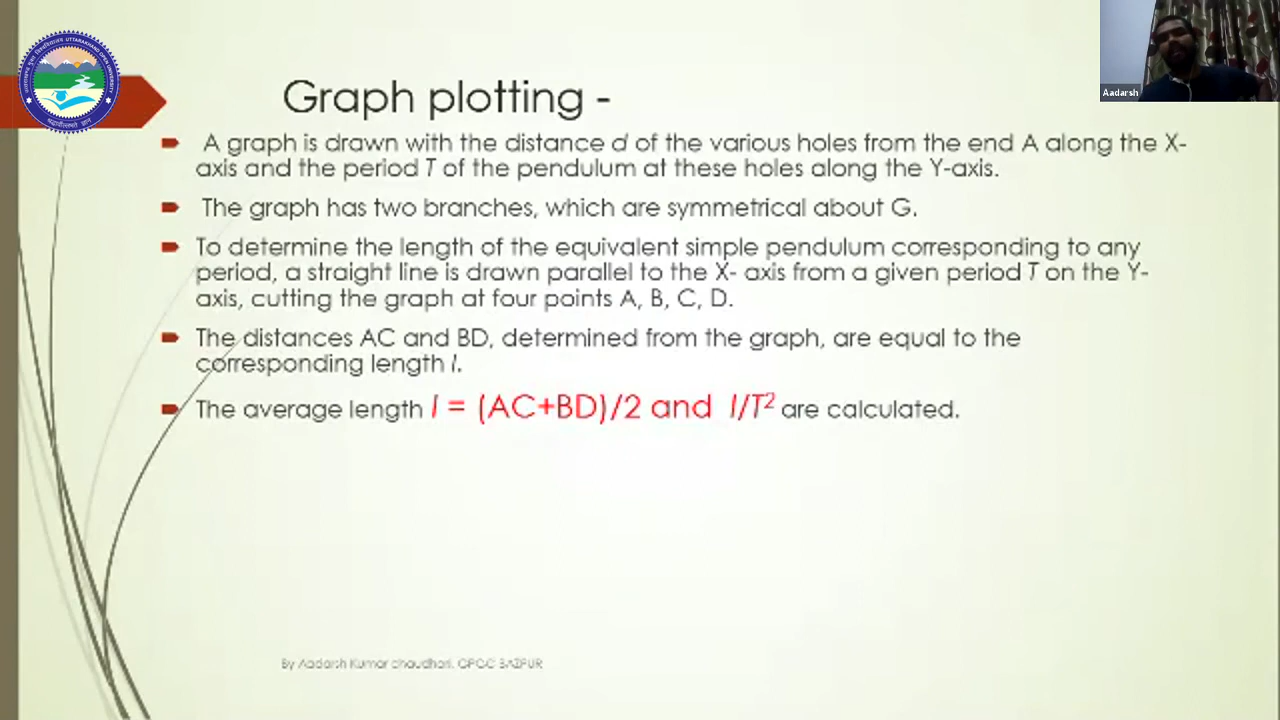 UTTARAKHAND OPEN UNIVERSITY
Aadarsh
Graph plotting -
A graph is drawn with the distance d of the various holes from the end A along the X-
axis and the period T of the pendulum at these holes along the Y-axis.
The graph has two branches, which are symmetrical about G.
To determine the length of the equivalent simple pendulum corresponding to any
period, a straight line is drawn parallel to the X- axis from a given period T on the Y-
axis, cutting the graph at four points A, B, C, D.
The distances AC and BD, determined from the graph, are equal to the
corresponding length l.
The average length l = (AC+BD)/2 and l/T² are calculated.
By Aadarsh Kumar chaudhari, GPGC BAZPUR